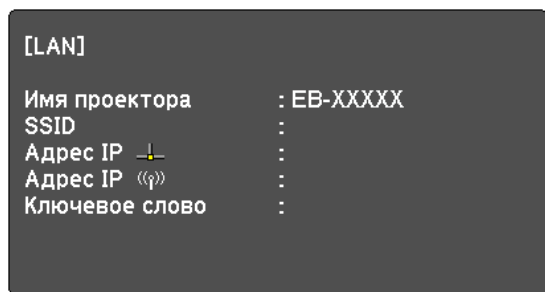 [LAN]
Имя проектора : EB-XXXXX
SSID :
Адрес IP :
Адрес IP :
Ключевое слово :